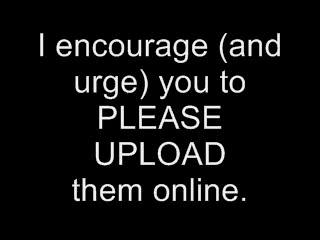 I encourage (and
urge) you to
PLEASE
UPLOAD
them online.